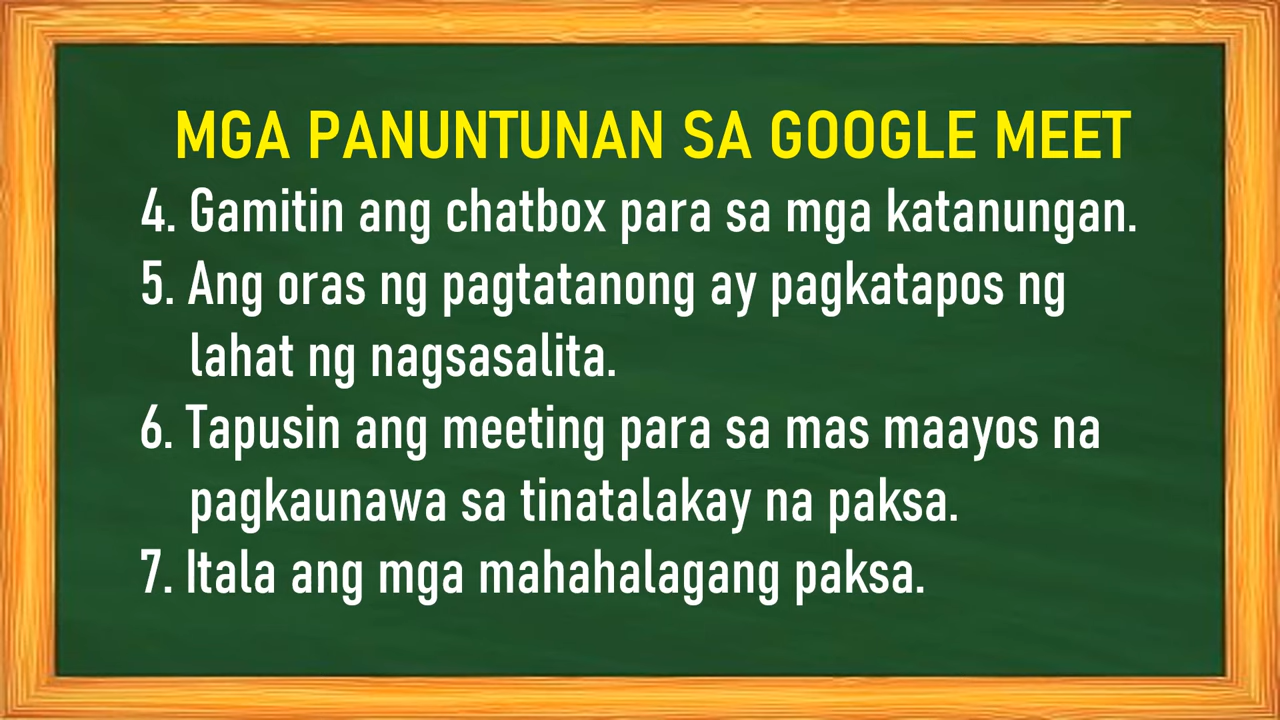 MGA PANUNTUNAN SA GOOGLE MEET
4. Gamitin ang chatbox para sa mga katanungan.
5. Ang oras ng pagtatanong ay pagkatapos ng
lahat ng nagsasalita.
6. Tapusin ang meeting para sa mas maayos na
pagkaunawa sa tinatalakay na paksa.
7. Itala ang mga mahahalagang paksa.